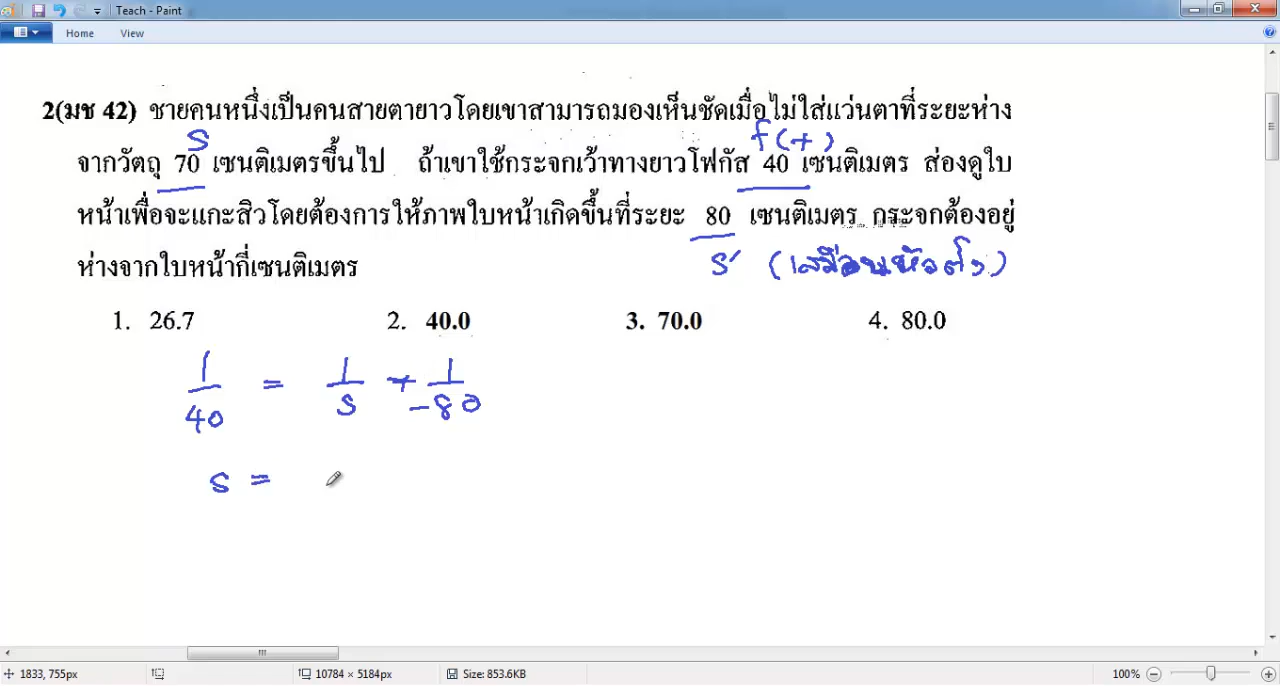 Teach - Paint
Home View
2(มช 42) ชายคนหนึ่งเป็นคนสายตายาวโดยเขาสามารถมองเห็นชัดเมื่อไม่ใส่แว่นตาที่ระยะห่าง
S f(+)
จากวัตถุ 70 เซนติเมตรขึ้นไป ถ้าเขาใช้กระจกเว้าทางยาวโฟกัส 40 เซนติเมตร ส่องดูใบ
หน้าเพื่อจะแกะสิวโดยต้องการให้ภาพใบหน้าเกิดขึ้นที่ระยะ 80 เซนติเมตร กระจกต้องอยู่
ห่างจากใบหน้ากี่เซนติเมตร S' (เสมือนหัวตั้ง)
1. 26.7 2. 40.0 3. 70.0 4. 80.0
1/40 = 1/S + 1/-80
S =
1833, 755px 10784 × 5184px Size: 853.6KB 100%